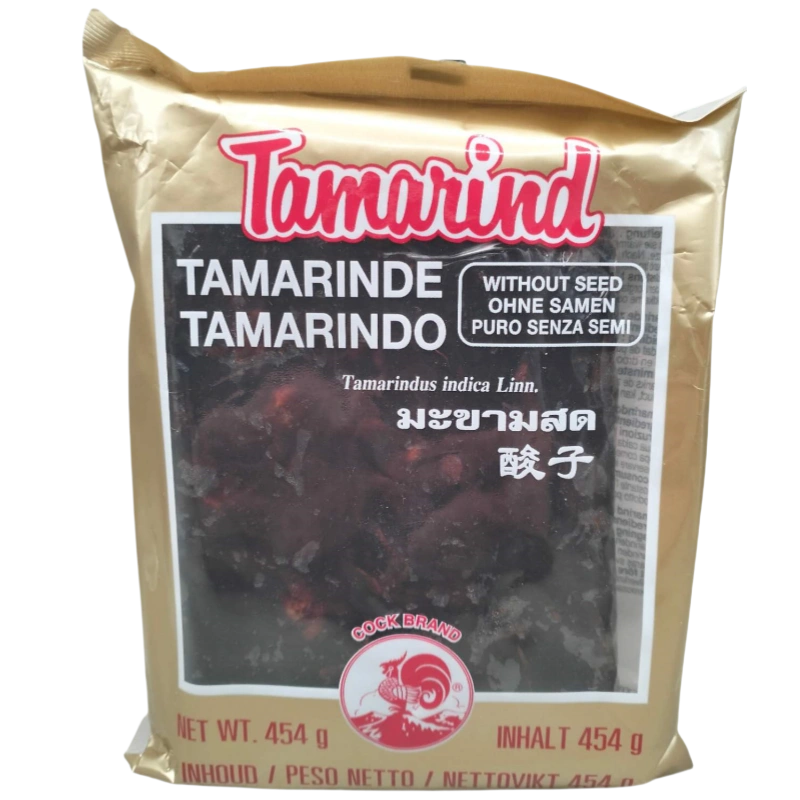 Tamarind
TAMARINDE
TAMARINDO
WITHOUT SEED
OHNE SAMEN
PURO SENZA SEMI
Tamarindus indica Linn.
มะขามสด
酸子
COCK BRAND
®
NET WT. 454 g
INHALT 454 g
INHOUD / PESO NETTO / NETTOVIKT 454 g